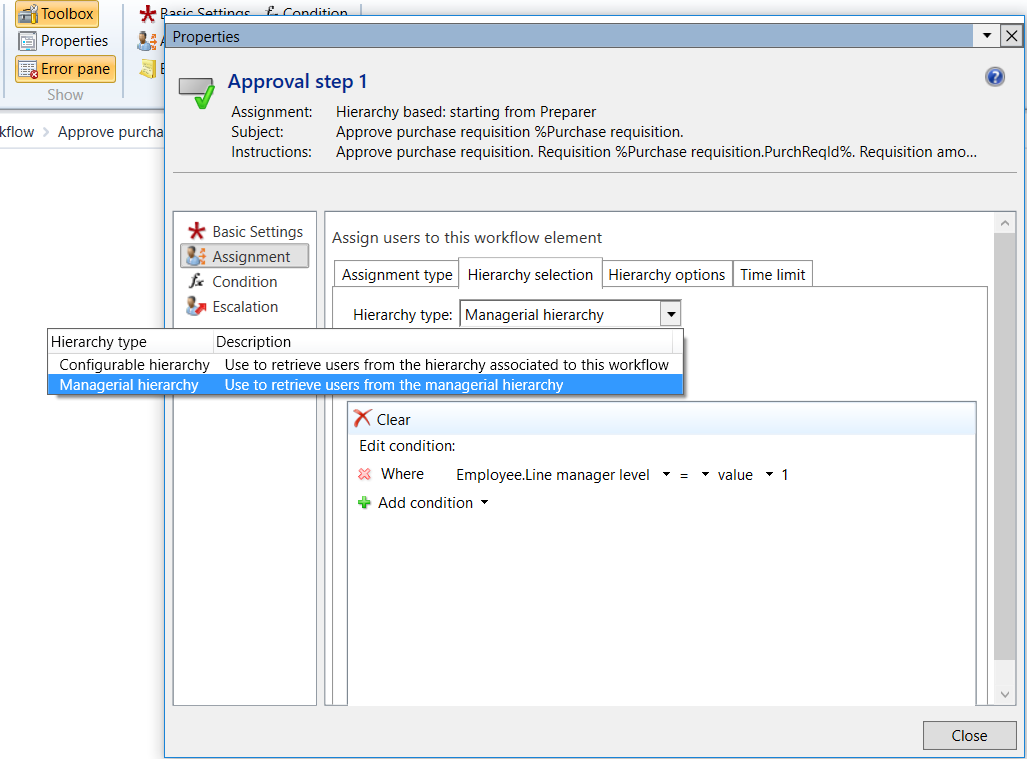 Toolbox
Properties
Error pane
Show
Basic Settings
Condition
kflow > Approve purcha
Properties
Approval step 1
Assignment: Hierarchy based: starting from Preparer
Subject: Approve purchase requisition %Purchase requisition.
Instructions: Approve purchase requisition. Requisition %Purchase requisition.PurchReqId%. Requisition amo...
Basic Settings
Assignment
Condition
Escalation
Assign users to this workflow element
Assignment type Hierarchy selection Hierarchy options Time limit
Hierarchy type: Managerial hierarchy
Hierarchy type Description
Configurable hierarchy Use to retrieve users from the hierarchy associated to this workflow
Managerial hierarchy Use to retrieve users from the managerial hierarchy
Clear
Edit condition:
Where Employee.Line manager level = value 1
Add condition
Close